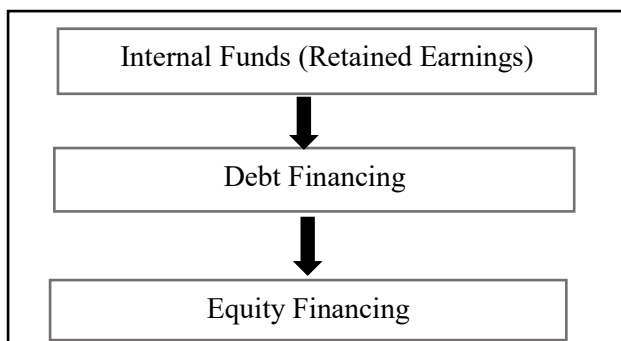 Internal Funds (Retained Earnings)
Debt Financing
Equity Financing